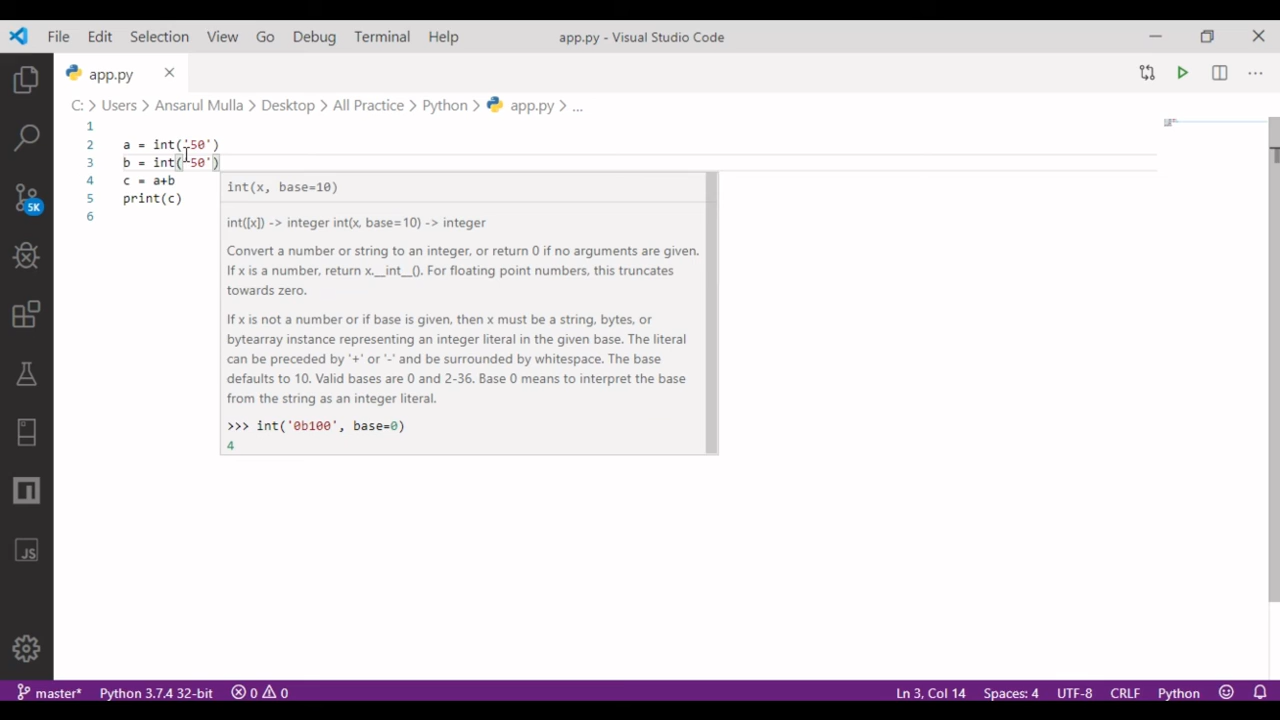 File Edit Selection View Go Debug Terminal Help app.py - Visual Studio Code
app.py
C: > Users > Ansarul Mulla > Desktop > All Practice > Python > app.py > ...
1
2 a = int('50')
3 b = int('50')
4 c = a+b
5 print(c)
6
int(x, base=10)
int([x]) -> integer int(x, base=10) -> integer
Convert a number or string to an integer, or return 0 if no arguments are given.
If x is a number, return x.__int__(). For floating point numbers, this truncates
towards zero.
If x is not a number or if base is given, then x must be a string, bytes, or
bytearray instance representing an integer literal in the given base. The literal
can be preceded by '+' or '-' and be surrounded by whitespace. The base
defaults to 10. Valid bases are 0 and 2-36. Base 0 means to interpret the base
from the string as an integer literal.
>>> int('0b100', base=0)
4
5K
JS
master* Python 3.7.4 32-bit 0 0 Ln 3, Col 14 Spaces: 4 UTF-8 CRLF Python